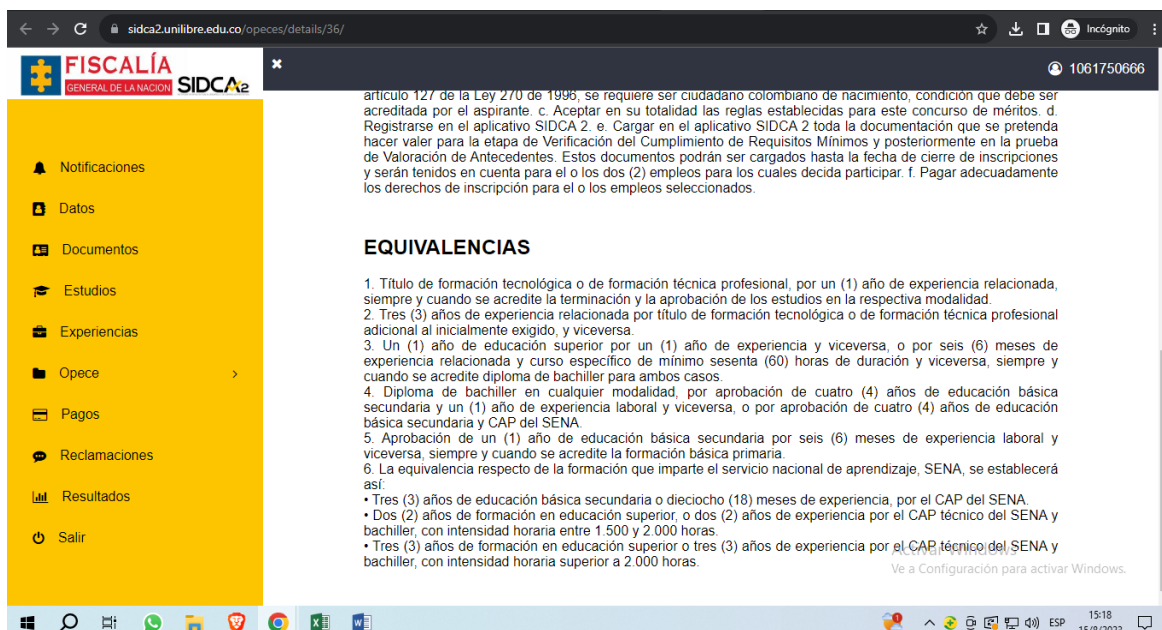 sidca2.unilibre.edu.co/opeces/details/36/
Incógnito
FISCALÍA
GENERAL DE LA NACION
SIDCA2
1061750666
Notificaciones
Datos
Documentos
Estudios
Experiencias
Opece
Pagos
Reclamaciones
Resultados
Salir
artículo 127 de la Ley 270 de 1996, se requiere ser ciudadano colombiano de nacimiento, condición que debe ser
acreditada por el aspirante. c. Aceptar en su totalidad las reglas establecidas para este concurso de méritos. d.
Registrarse en el aplicativo SIDCA 2. e. Cargar en el aplicativo SIDCA 2 toda la documentación que se pretenda
hacer valer para la etapa de Verificación del Cumplimiento de Requisitos Mínimos y posteriormente en la prueba
de Valoración de Antecedentes. Estos documentos podrán ser cargados hasta la fecha de cierre de inscripciones
y serán tenidos en cuenta para el o los dos (2) empleos para los cuales decida participar. f. Pagar adecuadamente
los derechos de inscripción para el o los empleos seleccionados.
EQUIVALENCIAS
1. Título de formación tecnológica o de formación técnica profesional, por un (1) año de experiencia relacionada,
siempre y cuando se acredite la terminación y la aprobación de los estudios en la respectiva modalidad.
2. Tres (3) años de experiencia relacionada por título de formación tecnológica o de formación técnica profesional
adicional al inicialmente exigido, y viceversa.
3. Un (1) año de educación superior por un (1) año de experiencia y viceversa, o por seis (6) meses de
experiencia relacionada y curso específico de mínimo sesenta (60) horas de duración y viceversa, siempre y
cuando se acredite diploma de bachiller para ambos casos.
4. Diploma de bachiller en cualquier modalidad, por aprobación de cuatro (4) años de educación básica
secundaria y un (1) año de experiencia laboral y viceversa, o por aprobación de cuatro (4) años de educación
básica secundaria y CAP del SENA.
5. Aprobación de un (1) año de educación básica secundaria por seis (6) meses de experiencia laboral y
viceversa, siempre y cuando se acredite la formación básica primaria.
6. La equivalencia respecto de la formación que imparte el servicio nacional de aprendizaje, SENA, se establecerá
así:
• Tres (3) años de educación básica secundaria o dieciocho (18) meses de experiencia, por el CAP del SENA.
• Dos (2) años de formación en educación superior, o dos (2) años de experiencia por el CAP técnico del SENA y
bachiller, con intensidad horaria entre 1.500 y 2.000 horas.
• Tres (3) años de formación en educación superior o tres (3) años de experiencia por el CAP técnico del SENA y
bachiller, con intensidad horaria superior a 2.000 horas.
Activar Windows
Ve a Configuración para activar Windows.
ESP
15:18
15/8/2023